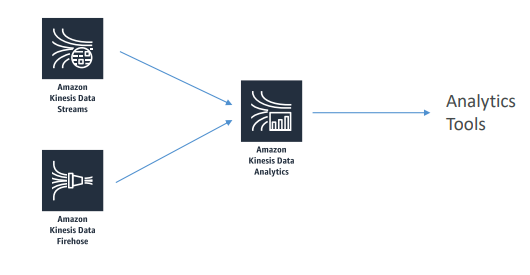 Amazon
Kinesis Data
Streams
Amazon
Kinesis Data
Firehose
Amazon
Kinesis Data
Analytics
Analytics
Tools